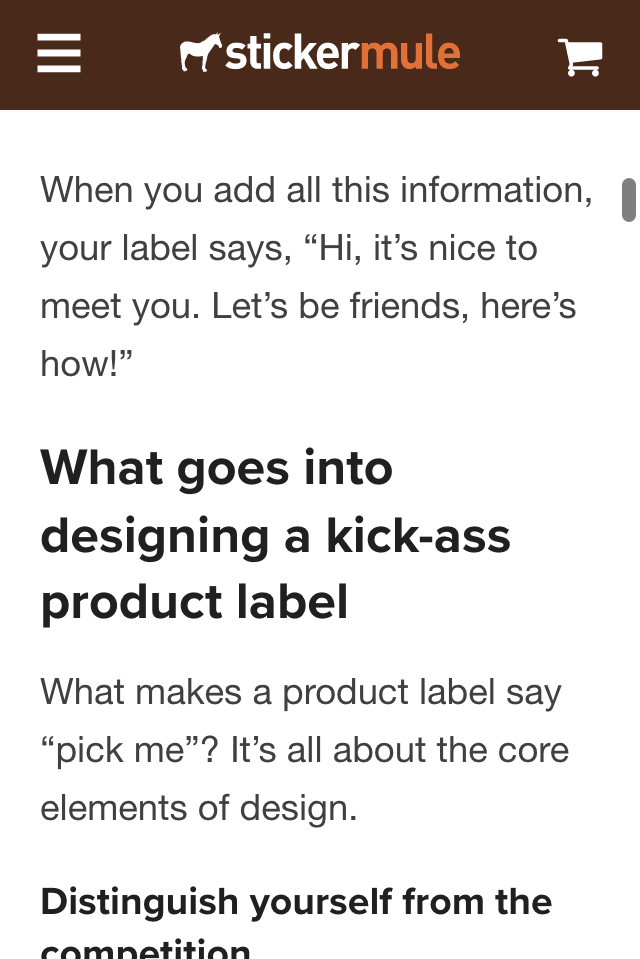 stickermule
When you add all this information,
your label says, “Hi, it’s nice to
meet you. Let’s be friends, here’s
how!”
What goes into
designing a kick-ass
product label
What makes a product label say
“pick me”? It’s all about the core
elements of design.
Distinguish yourself from the
competition